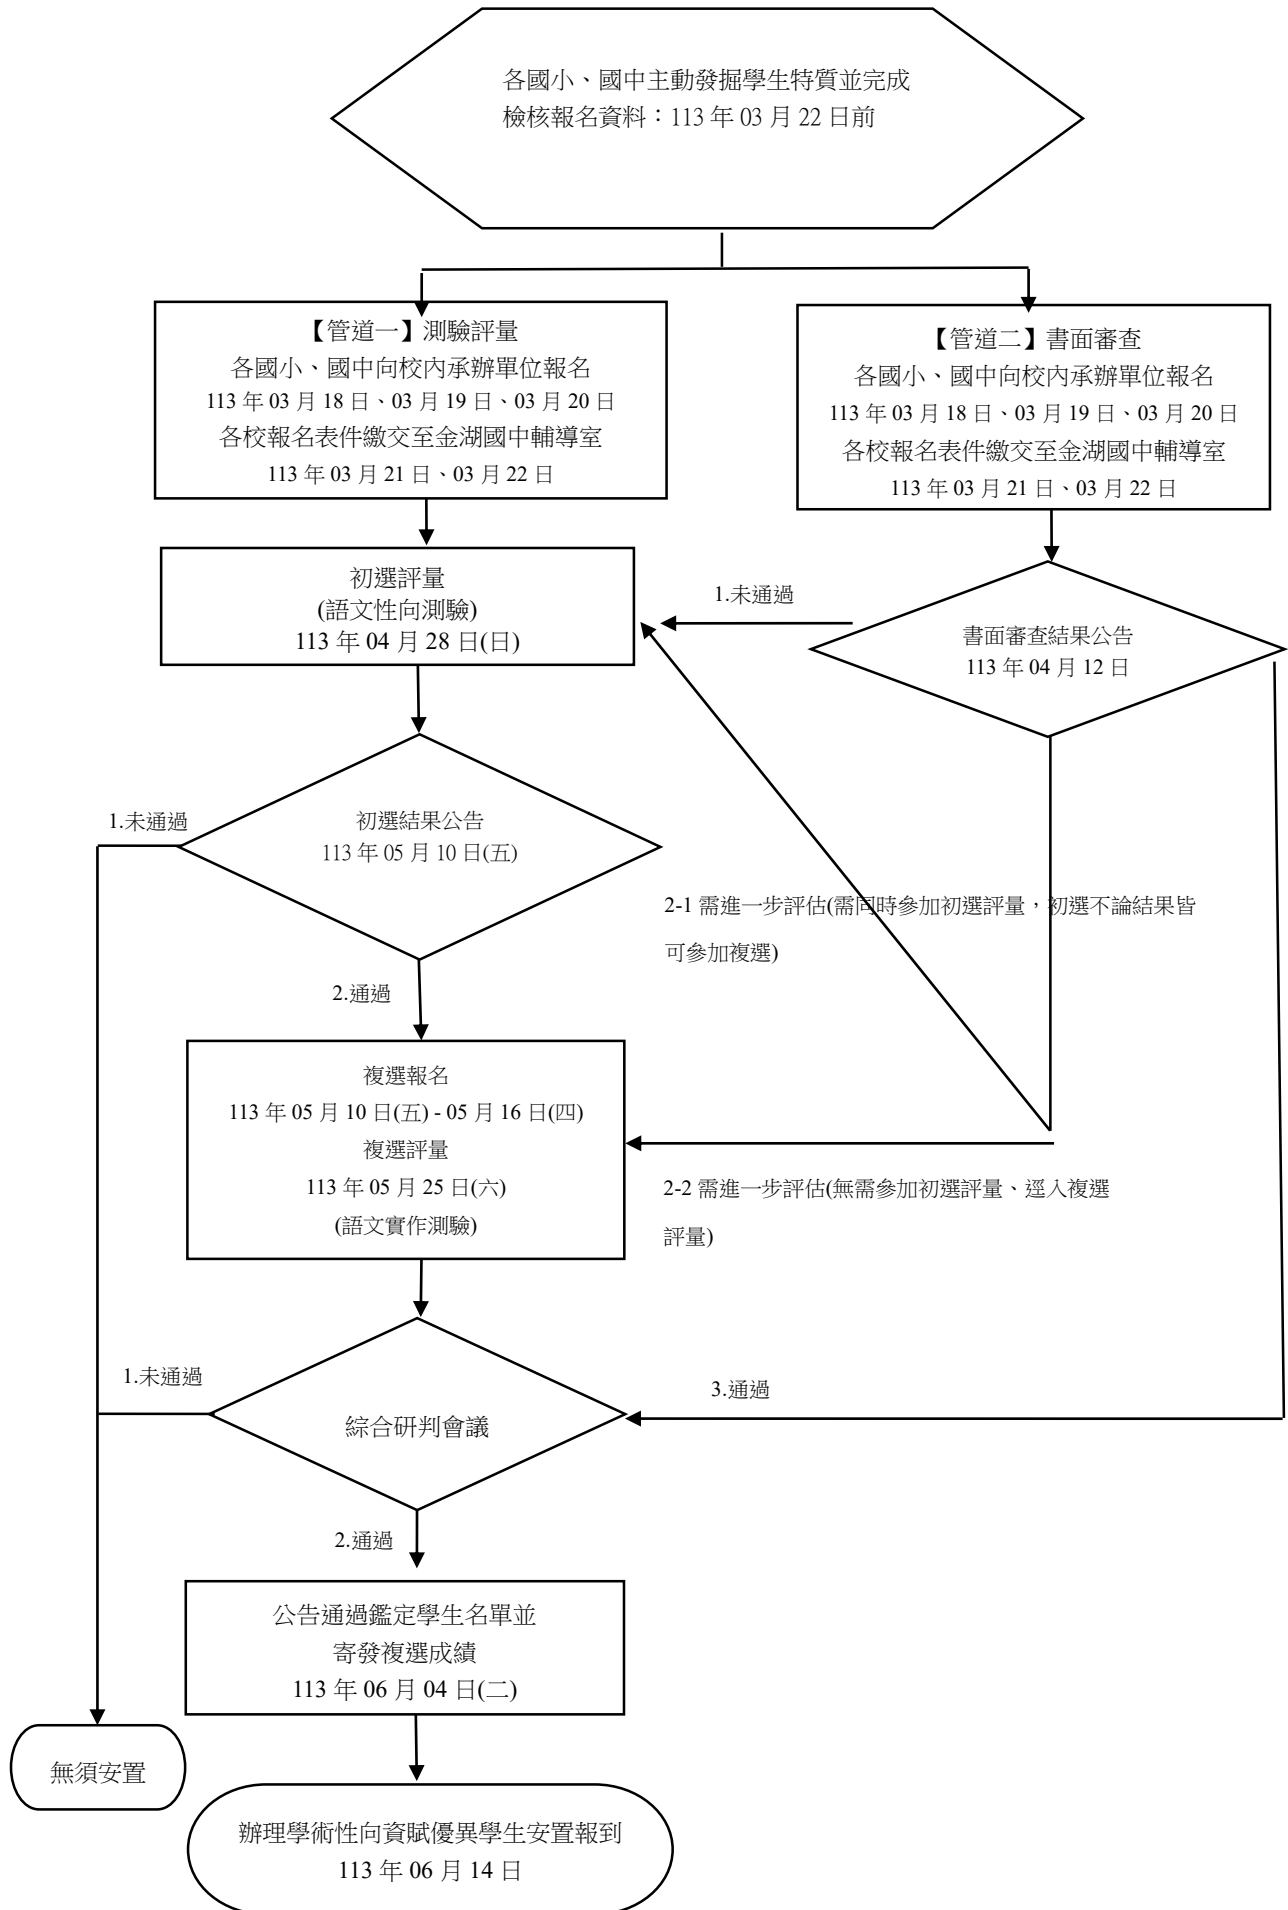 各國小、國中主動發掘學生特質並完成
檢核報名資料：113 年 03 月 22 日前
【管道一】測驗評量
各國小、國中向校內承辦單位報名
113 年 03 月 18 日、03 月 19 日、03 月 20 日
各校報名表件繳交至金湖國中輔導室
113 年 03 月 21 日、03 月 22 日
【管道二】書面審查
各國小、國中向校內承辦單位報名
113 年 03 月 18 日、03 月 19 日、03 月 20 日
各校報名表件繳交至金湖國中輔導室
113 年 03 月 21 日、03 月 22 日
初選評量
(語文性向測驗)
113 年 04 月 28 日(日)
1.未通過
書面審查結果公告
113 年 04 月 12 日
1.未通過
初選結果公告
113 年 05 月 10 日(五)
2-1 需進一步評估(需同時參加初選評量，初選不論結果皆
可參加複選)
2.通過
複選報名
113 年 05 月 10 日(五) - 05 月 16 日(四)
複選評量
113 年 05 月 25 日(六)
(語文實作測驗)
2-2 需進一步評估(無需參加初選評量、逕入複選
評量)
1.未通過
3.通過
綜合研判會議
2.通過
公告通過鑑定學生名單並
寄發複選成績
113 年 06 月 04 日(二)
無須安置
辦理學術性向資賦優異學生安置報到
113 年 06 月 14 日